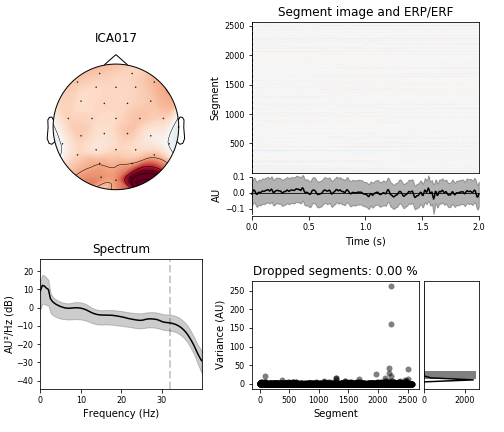 ICA017
Segment image and ERP/ERF
2500
2000
1500
1000
500
Segment
0.1
0.0
−0.1
AU
0.0 0.5 1.0 1.5 2.0
Time (s)
Spectrum
20
10
0
−10
−20
−30
−40
AU²/Hz (dB)
0 10 20 30
Frequency (Hz)
Dropped segments: 0.00 %
250
200
150
100
50
0
Variance (AU)
0 500 1000 1500 2000 2500
Segment
0 2000